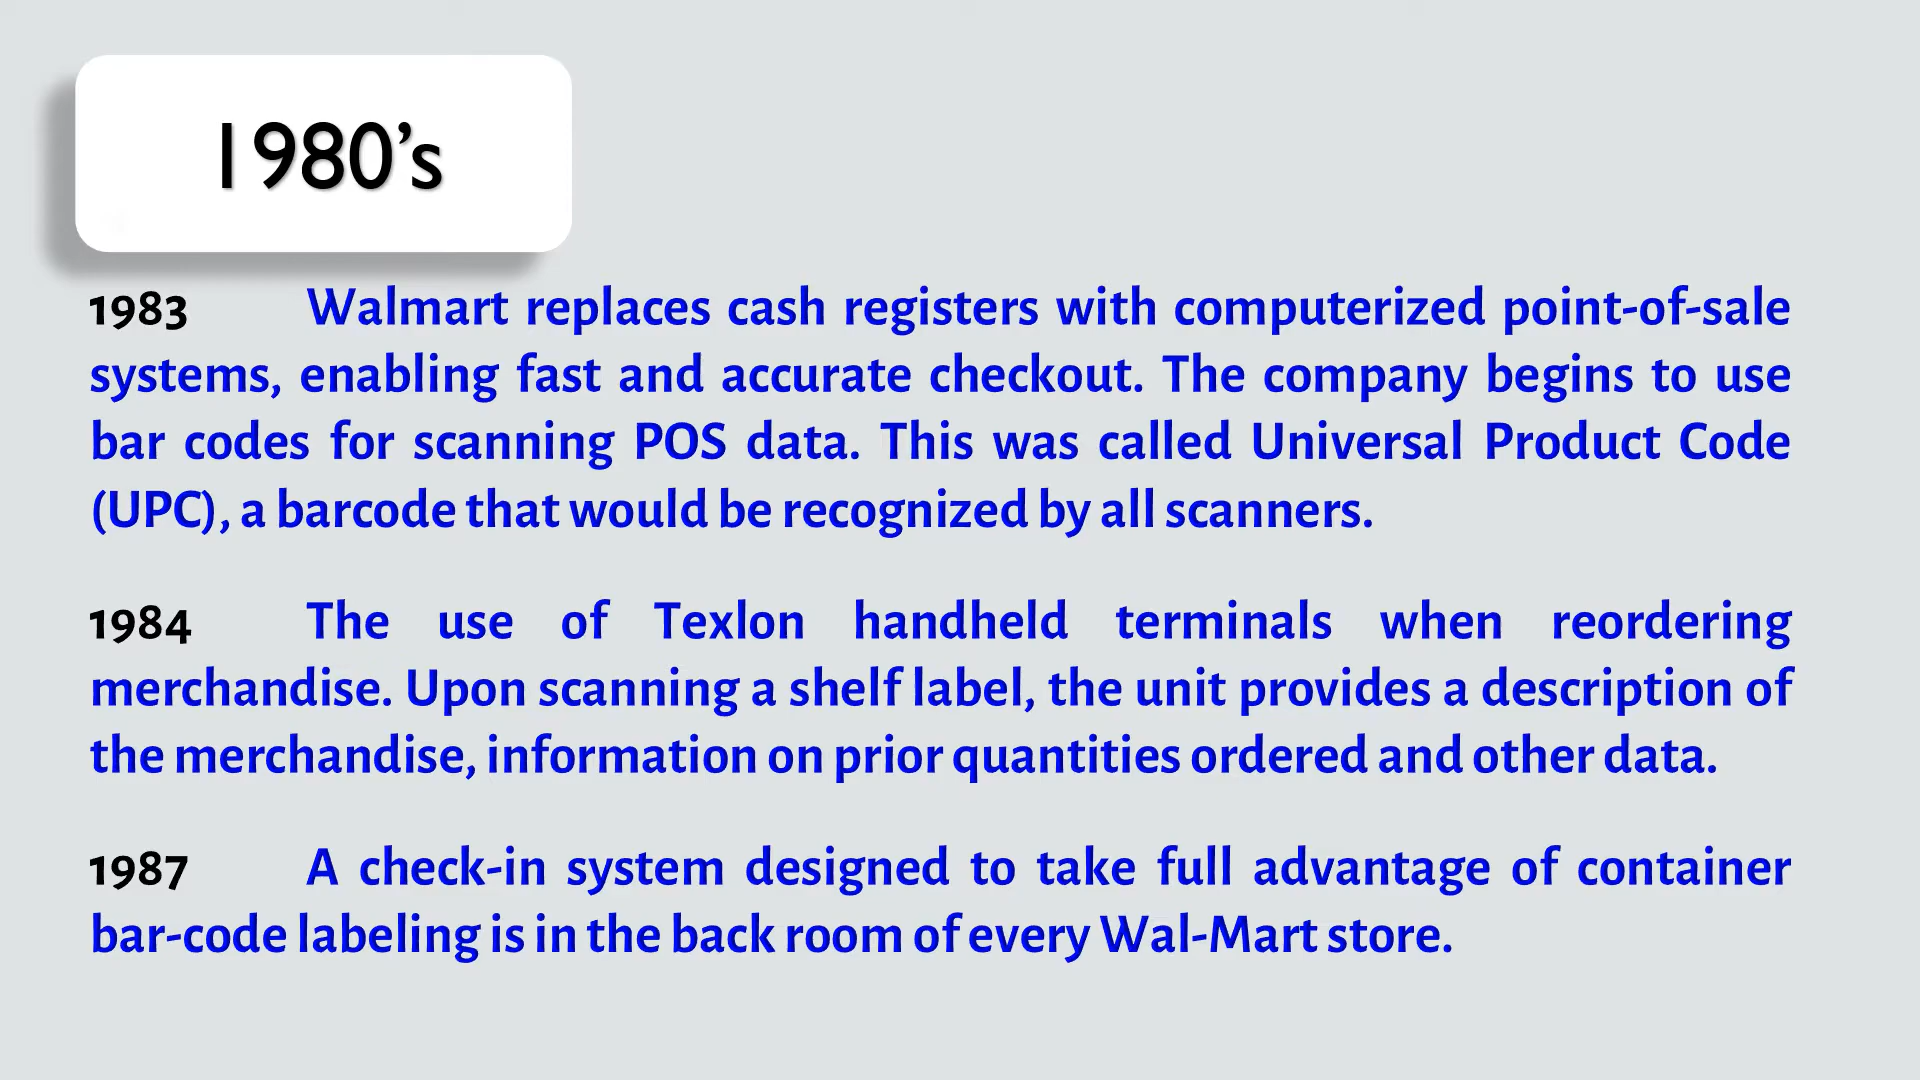 1980’s
1983 Walmart replaces cash registers with computerized point-of-sale
systems, enabling fast and accurate checkout. The company begins to use
bar codes for scanning POS data. This was called Universal Product Code
(UPC), a barcode that would be recognized by all scanners.
1984 The use of Texlon handheld terminals when reordering
merchandise. Upon scanning a shelf label, the unit provides a description of
the merchandise, information on prior quantities ordered and other data.
1987 A check-in system designed to take full advantage of container
bar-code labeling is in the back room of every Wal-Mart store.